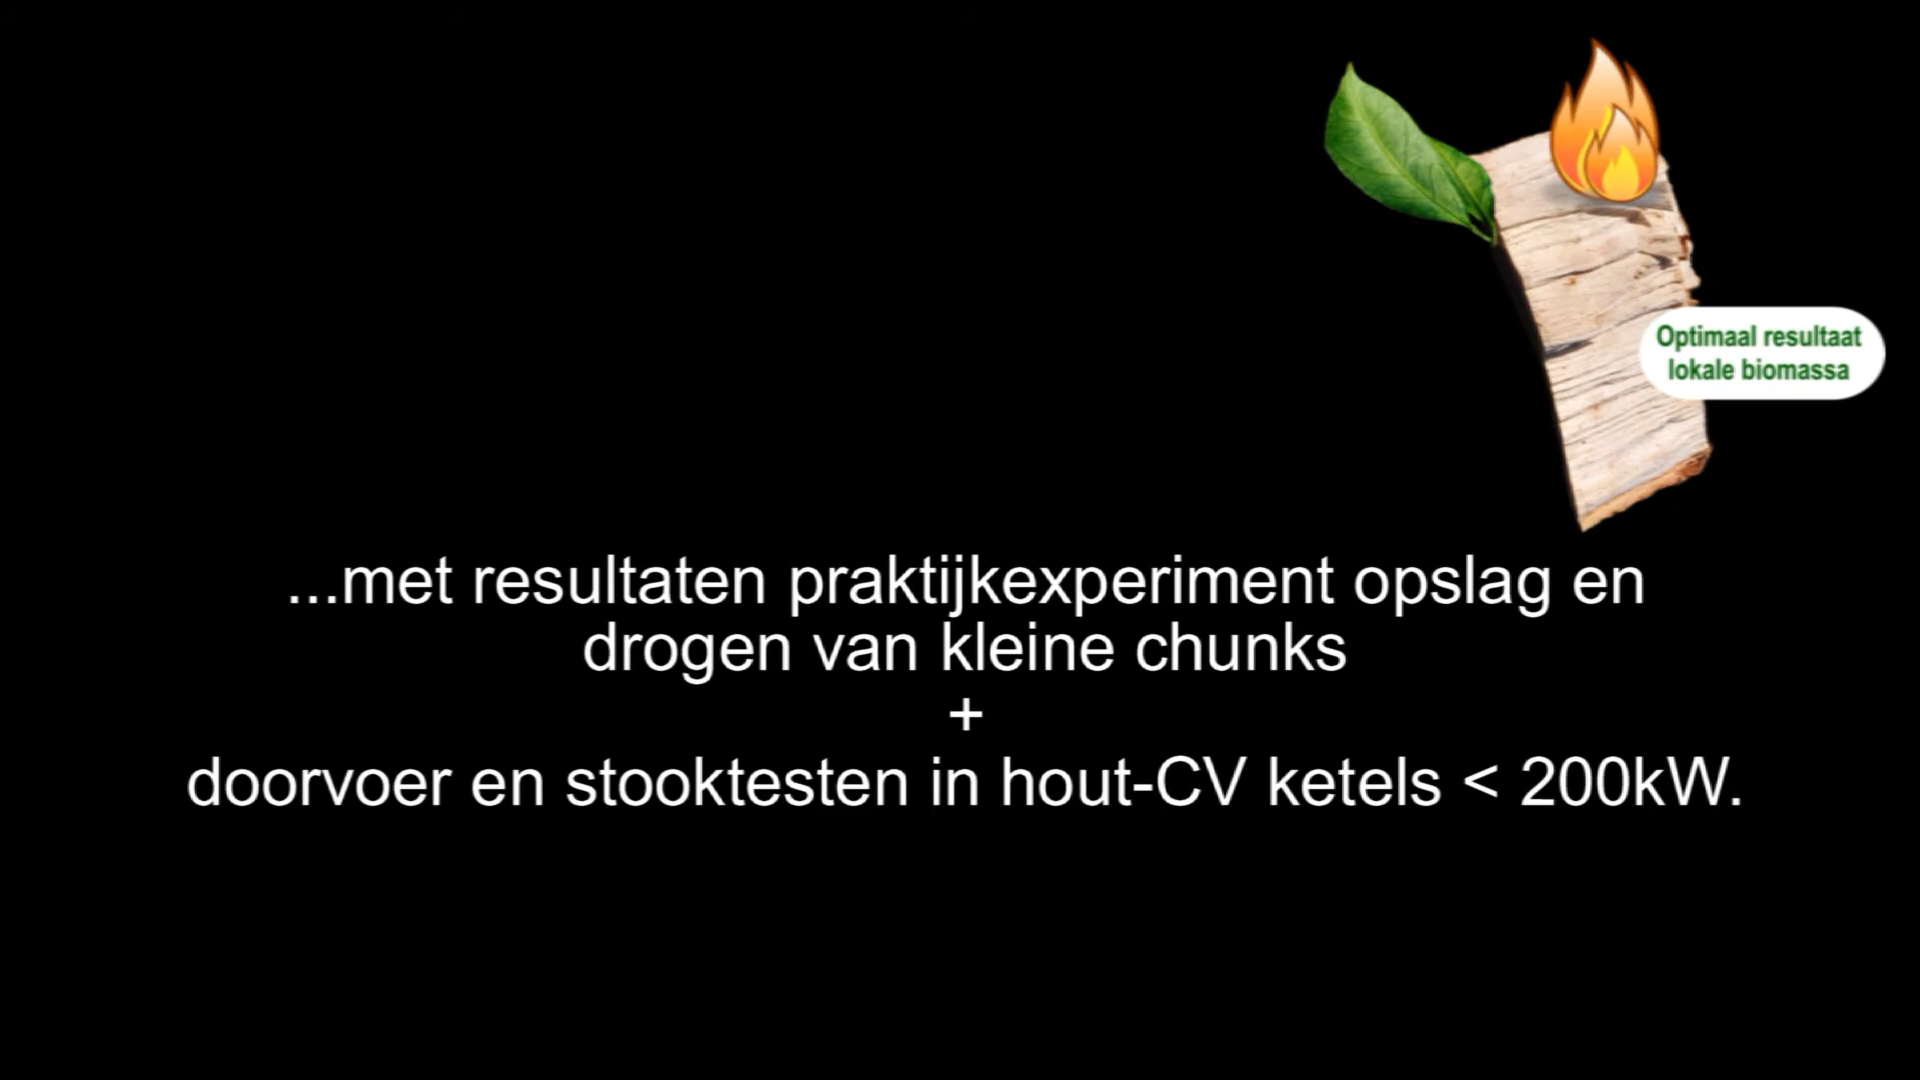 Optimaal resultaat
lokale biomassa
...met resultaten praktijkexperiment opslag en
drogen van kleine chunks
+
doorvoer en stooktesten in hout-CV ketels < 200kW.